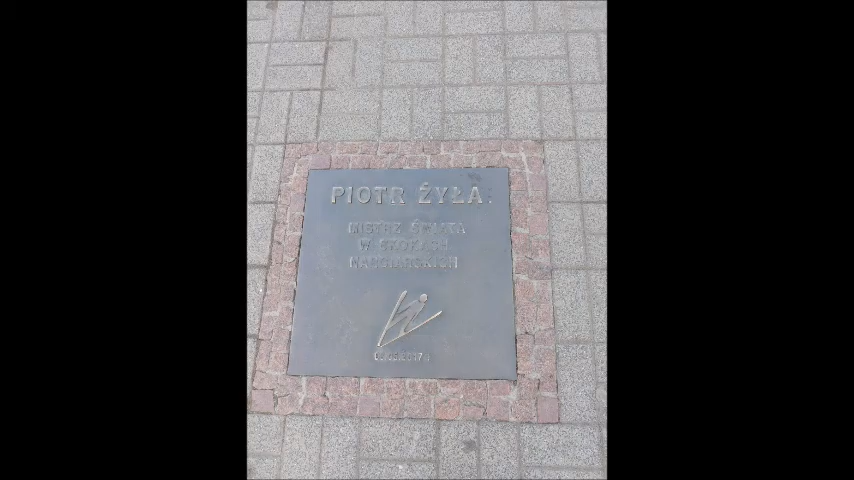 PIOTR ŻYŁA
MISTRZ ŚWIATA
W SKOKACH
NARCIARSKICH